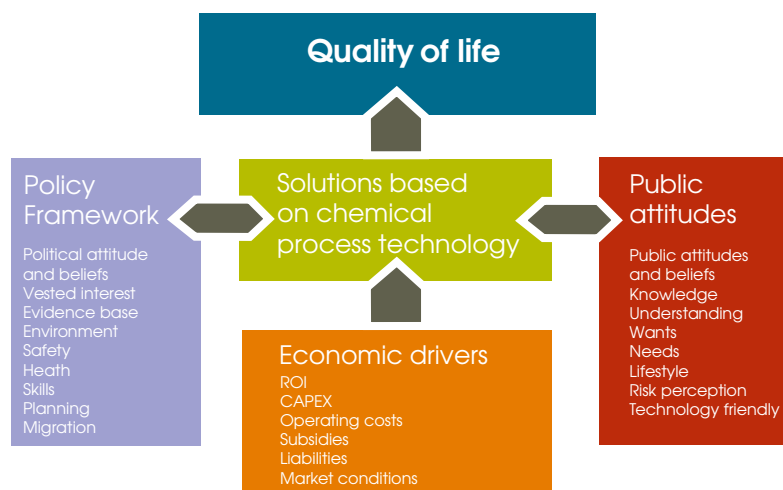 Quality of life
Policy
Framework
Political attitude
and beliefs
Vested interest
Evidence base
Environment
Safety
Heath
Skills
Planning
Migration
Solutions based
on chemical
process technology
Public
attitudes
Public attitudes
and beliefs
Knowledge
Understanding
Wants
Needs
Lifestyle
Risk perception
Technology friendly
Economic drivers
ROI
CAPEX
Operating costs
Subsidies
Liabilities
Market conditions